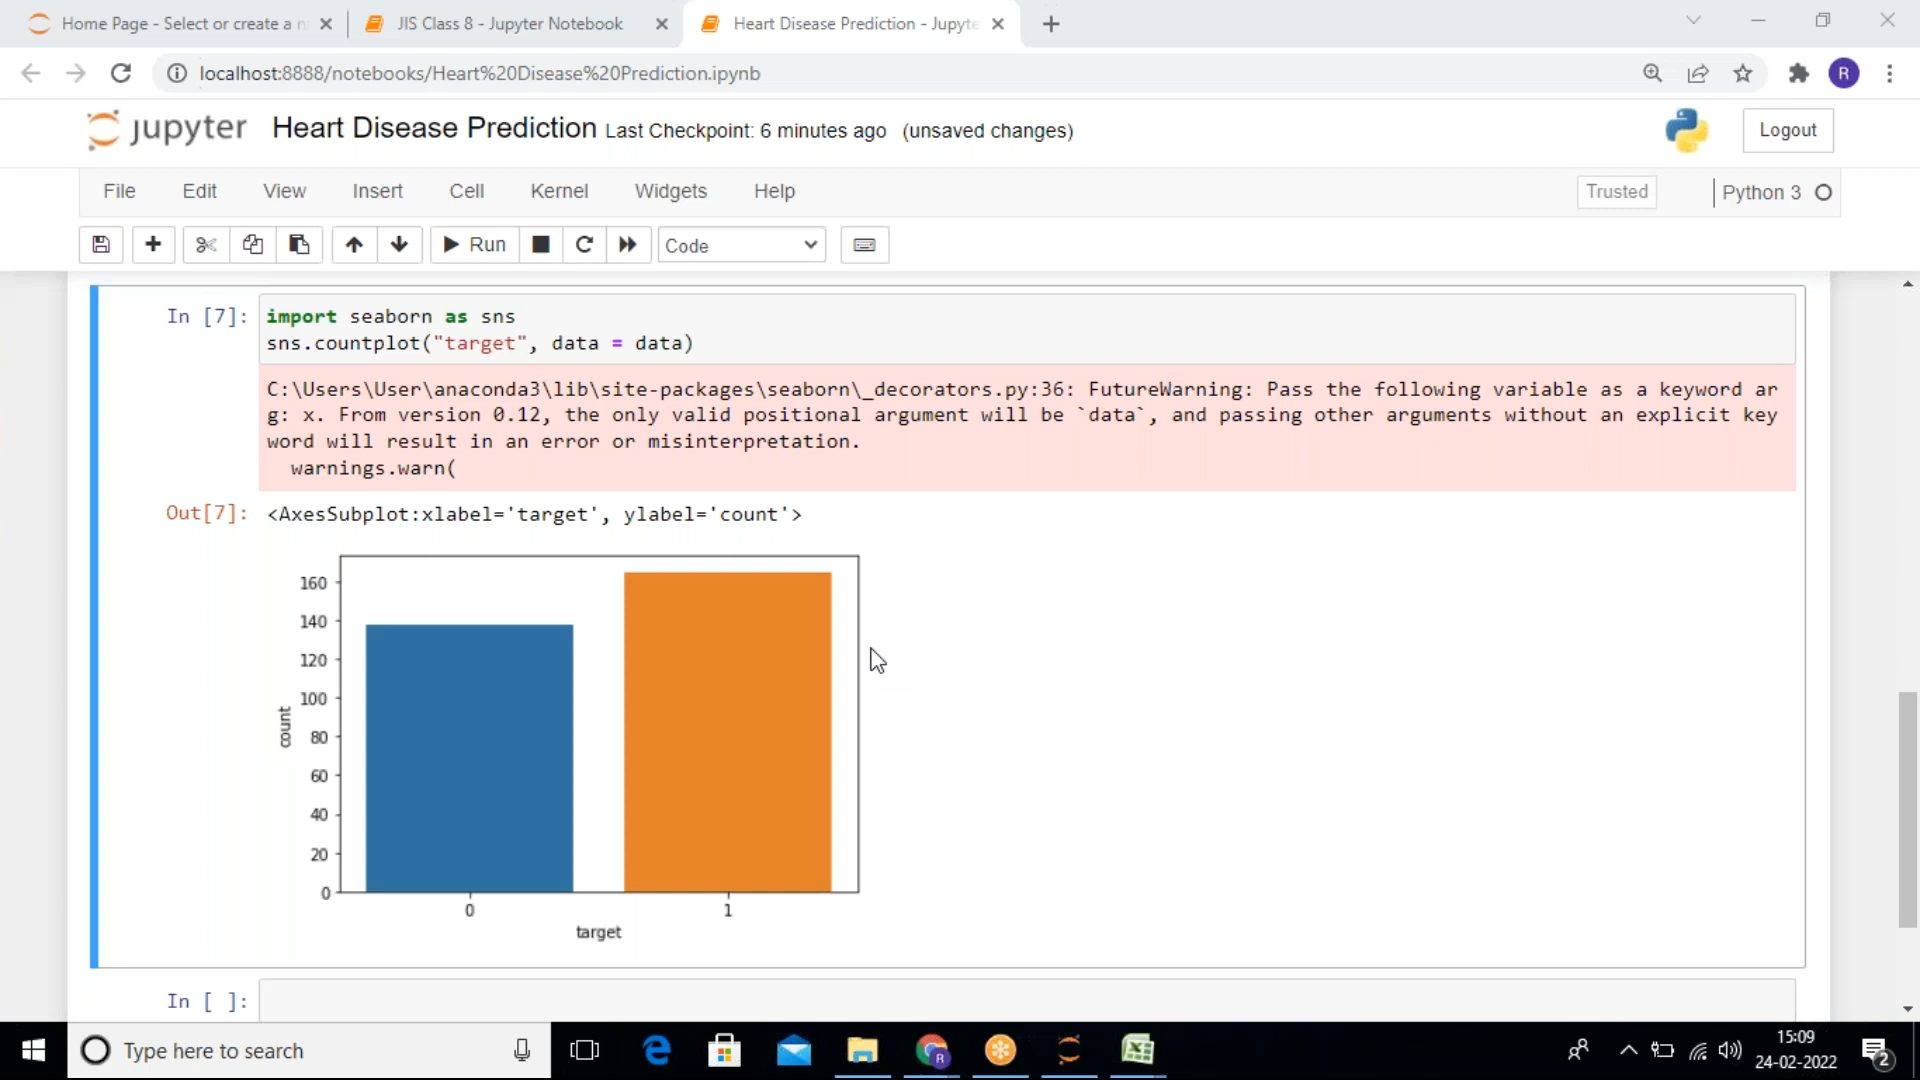 Home Page - Select or create a n
JIS Class 8 - Jupyter Notebook
Heart Disease Prediction - Jupyte
localhost:8888/notebooks/Heart%20Disease%20Prediction.ipynb
R
jupyter Heart Disease Prediction Last Checkpoint: 6 minutes ago (unsaved changes)
Logout
File Edit View Insert Cell Kernel Widgets Help
Trusted
Python 3
Run
Code
In [7]: import seaborn as sns
sns.countplot("target", data = data)
C:\Users\User\anaconda3\lib\site-packages\seaborn\_decorators.py:36: FutureWarning: Pass the following variable as a keyword ar
g: x. From version 0.12, the only valid positional argument will be `data`, and passing other arguments without an explicit key
word will result in an error or misinterpretation.
warnings.warn(
Out[7]: <AxesSubplot:xlabel='target', ylabel='count'>
160
140
120
100
80
60
40
20
0
count
0 1
target
In [ ]:
Type here to search
R
15:09
24-02-2022
2